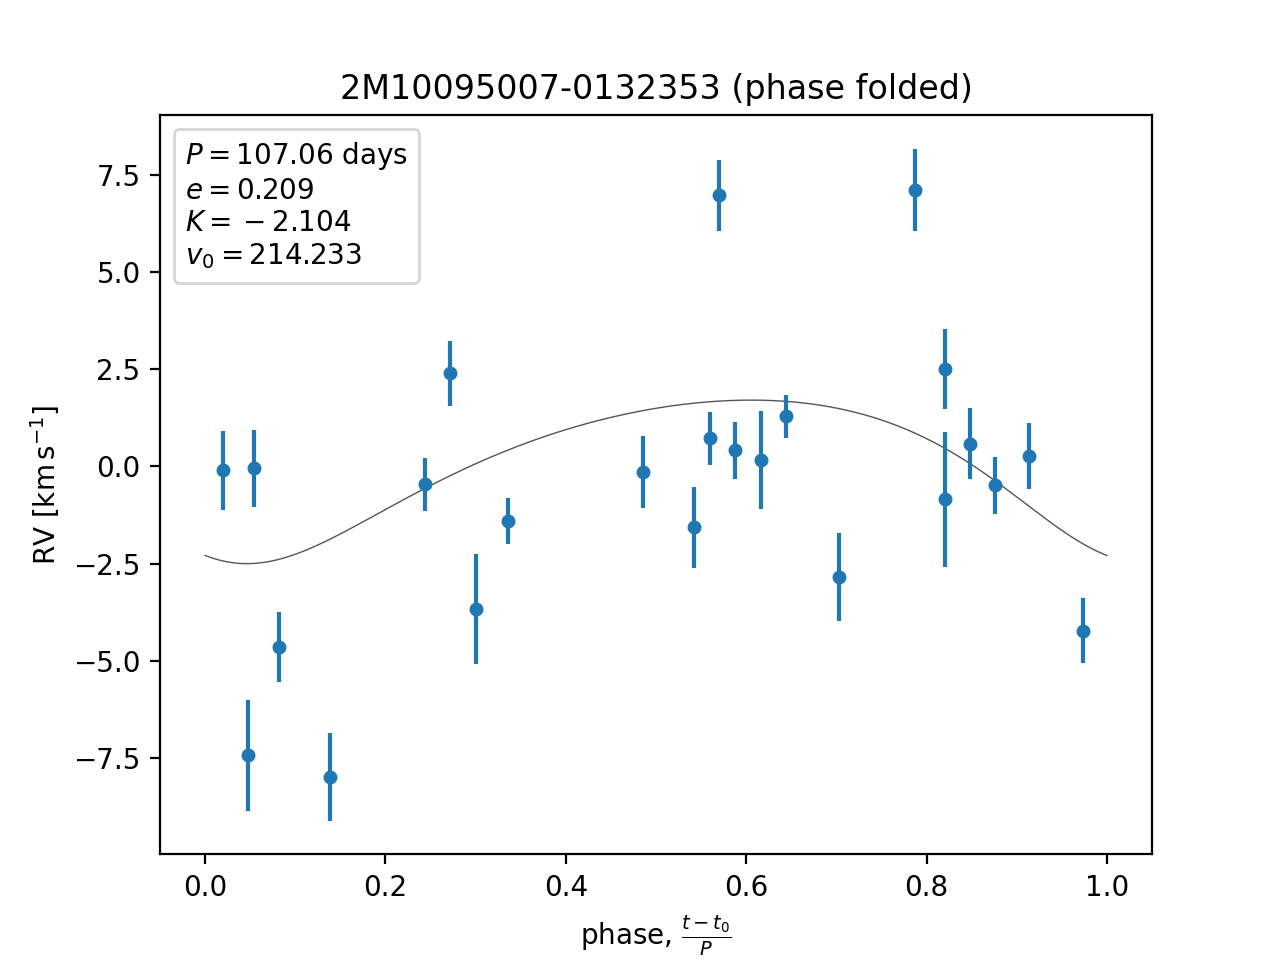 2M10095007-0132353 (phase folded)
P = 107.06 days
e = 0.209
K = − 2.104
v₀ = 214.233
7.5
5.0
2.5
0.0
−2.5
−5.0
−7.5
RV [km s⁻¹]
0.0 0.2 0.4 0.6 0.8 1.0
phase, (t − t₀)/P